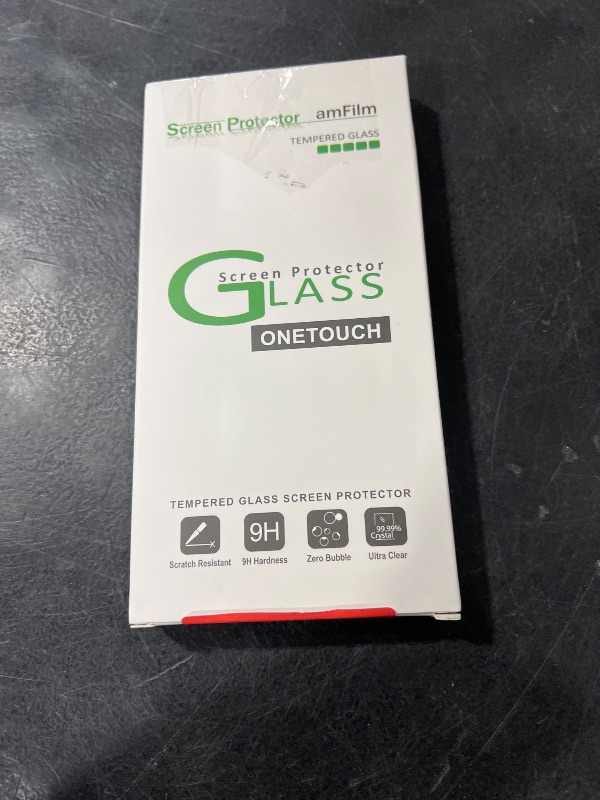 Screen Protector amFilm
TEMPERED GLASS
Screen Protector
GLASS
ONETOUCH
TEMPERED GLASS SCREEN PROTECTOR
9H
99.99%
Crystal
Scratch Resistant 9H Hardness Zero Bubble Ultra Clear